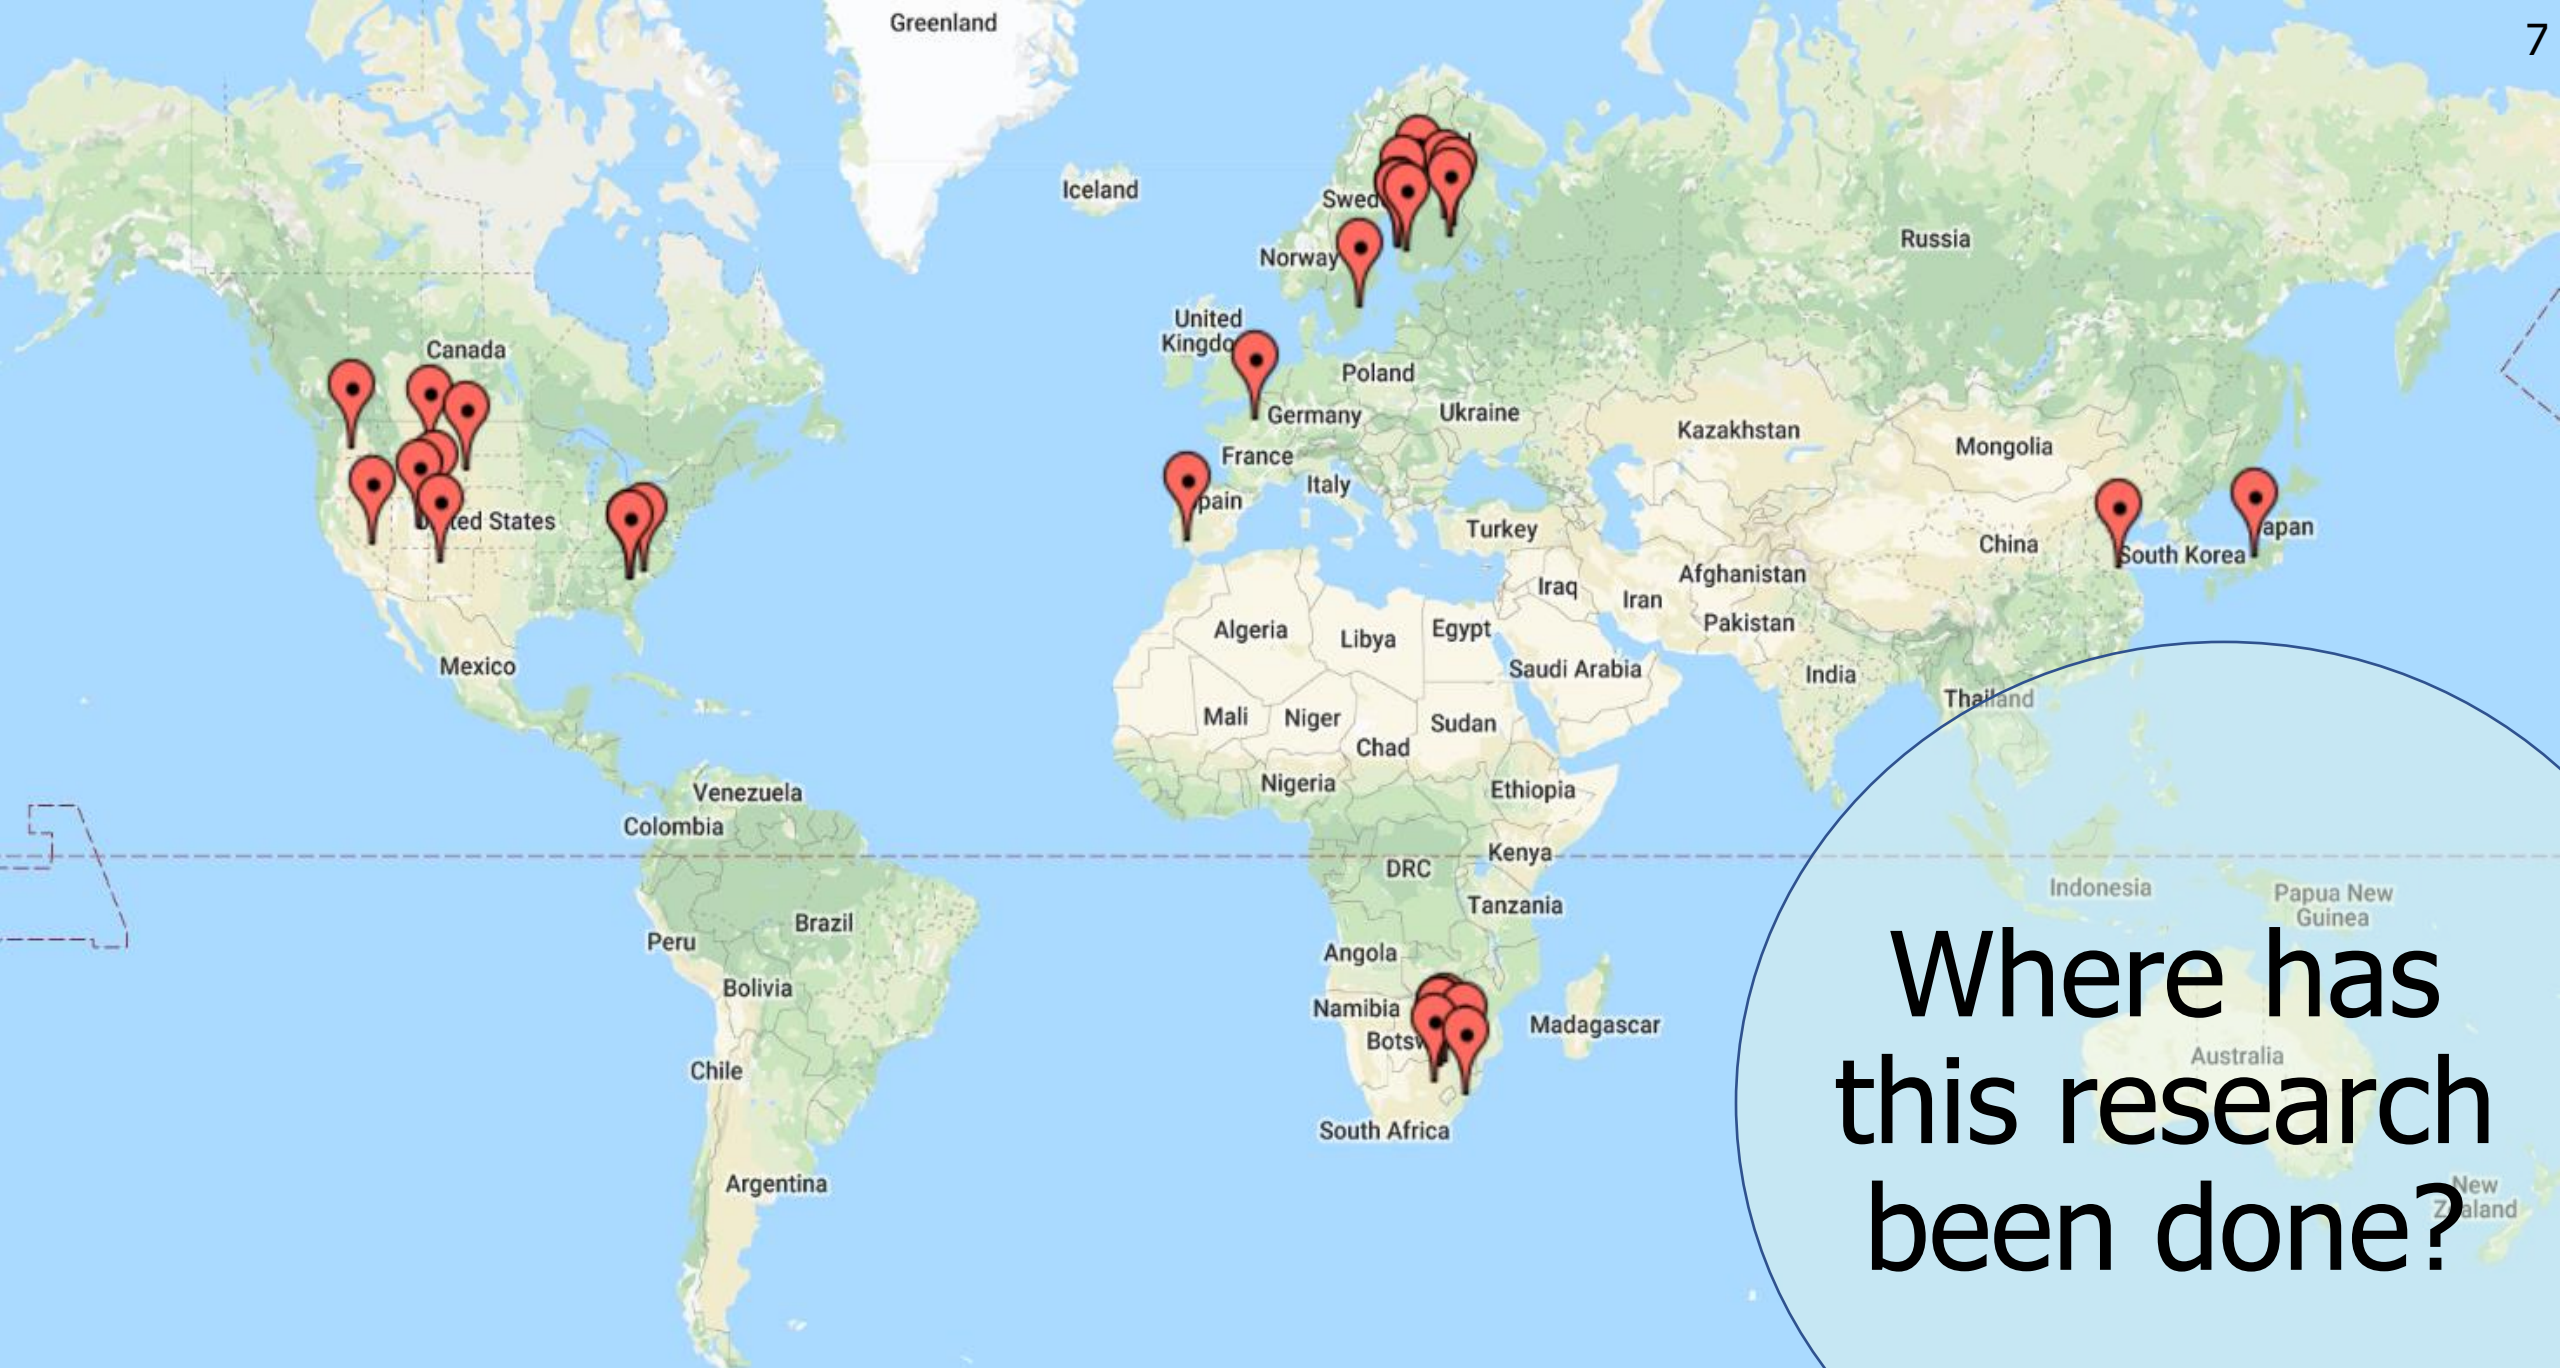 Greenland
7
Iceland
Swed
Russia
Norway
United
Kingdo
Canada
Poland
Germany
Ukraine
Kazakhstan
Mongolia
France
Italy
pain
United States
Turkey
China
apan
South Korea
Iraq
Iran
Afghanistan
Pakistan
Algeria
Libya
Egypt
Mexico
Saudi Arabia
India
Thailand
Mali
Niger
Sudan
Chad
Nigeria
Ethiopia
Venezuela
Colombia
Kenya
DRC
Indonesia
Papua New
Guinea
Tanzania
Brazil
Peru
Angola
Bolivia
Namibia
Madagascar
Botsw
Chile
Australia
South Africa
Argentina
New
Zealand
Where has
this research
been done?